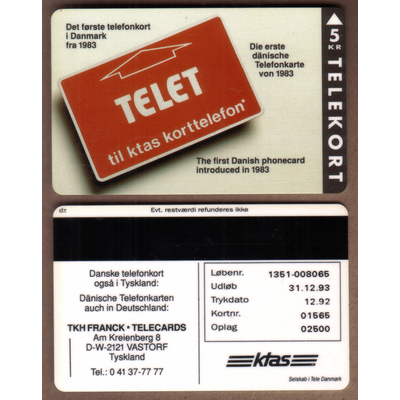 Det første telefonkort
i Danmark
fra 1983
Die erste
dänische
Telefonkarte
von 1983
TELET
til ktas korttelefon
The first Danish phonecard
introduced in 1983
5 KR TELEKORT
Evt. restværdi refunderes ikke
Danske telefonkort
også i Tyskland:
Dänische Telefonkarten
auch in Deutschland:
TKH FRANCK • TELECARDS
Am Kreienberg 8
D-W-2121 VASTORF
Tyskland
Tel.: 0 41 37-77 77
Løbenr. 1351-008065
Udløb 31.12.93
Trykdato 12.92
Kortnr. 01565
Oplag 02500
ktas
Selskab i Tele Danmark